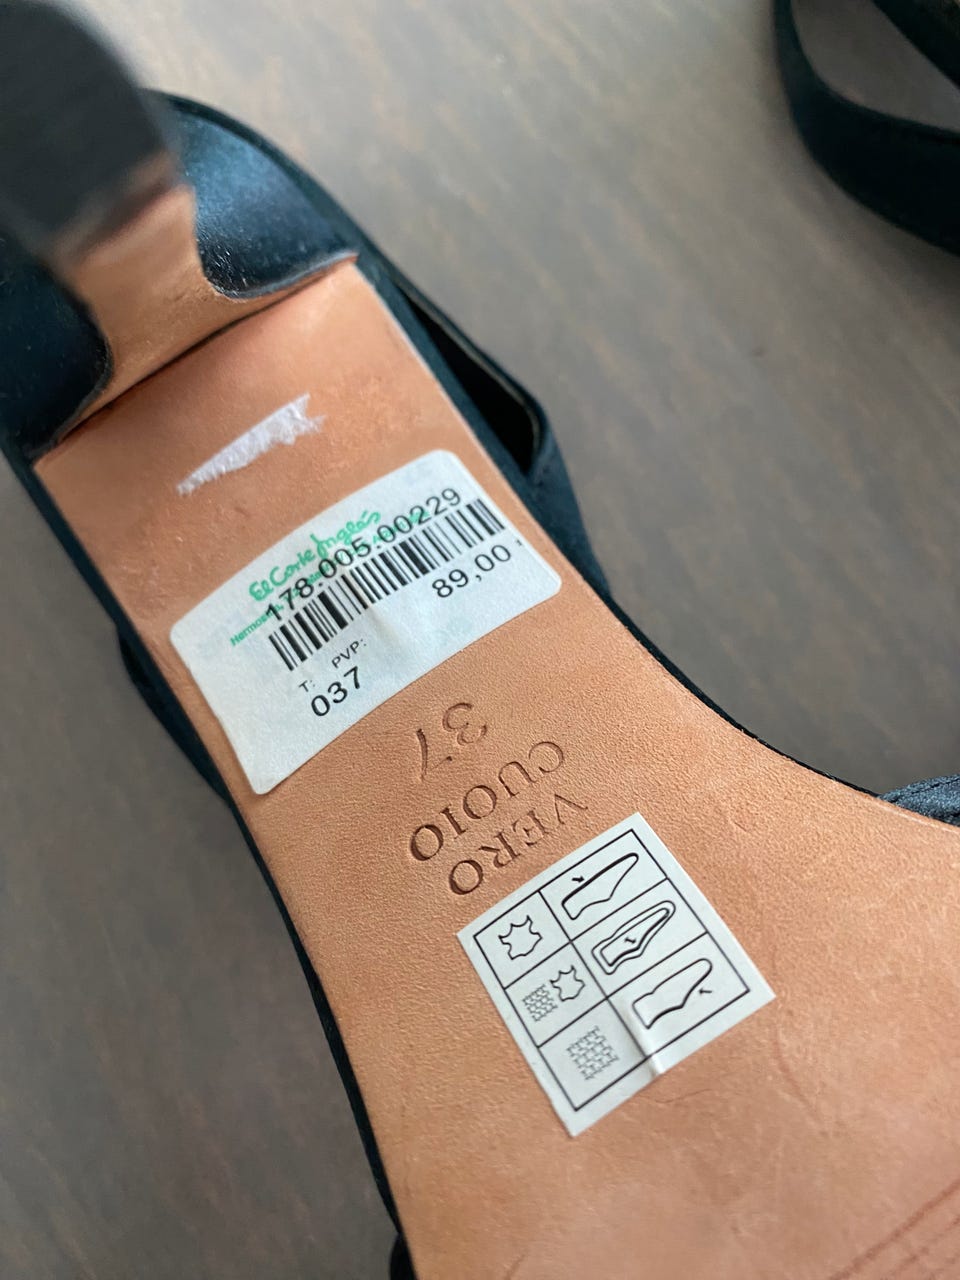 El Corte Inglés
178.005.00229
PVP:
89,00
T:
037
37
VERO
CUOIO